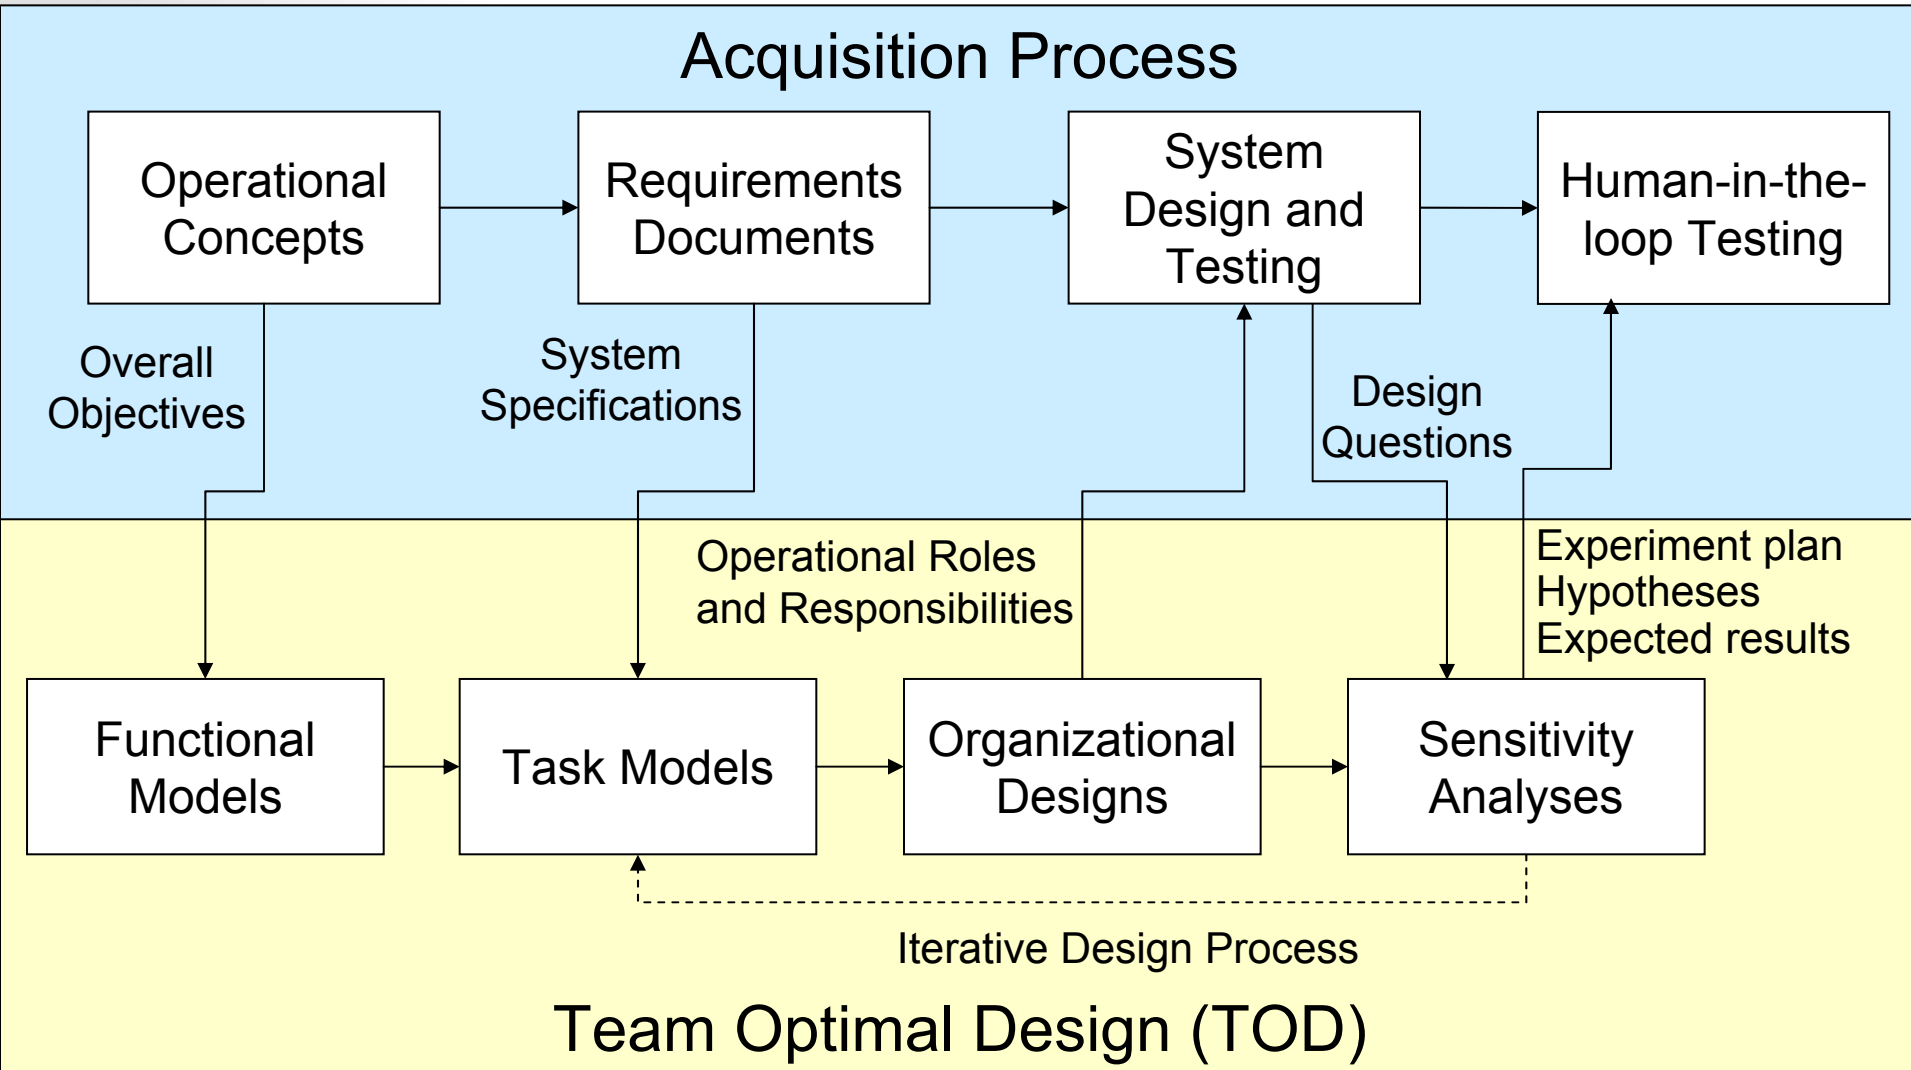 Acquisition Process
Operational
Concepts
Requirements
Documents
System
Design and
Testing
Human-in-the-
loop Testing
Overall
Objectives
System
Specifications
Design
Questions
Operational Roles
and Responsibilities
Experiment plan
Hypotheses
Expected results
Functional
Models
Task Models
Organizational
Designs
Sensitivity
Analyses
Iterative Design Process
Team Optimal Design (TOD)